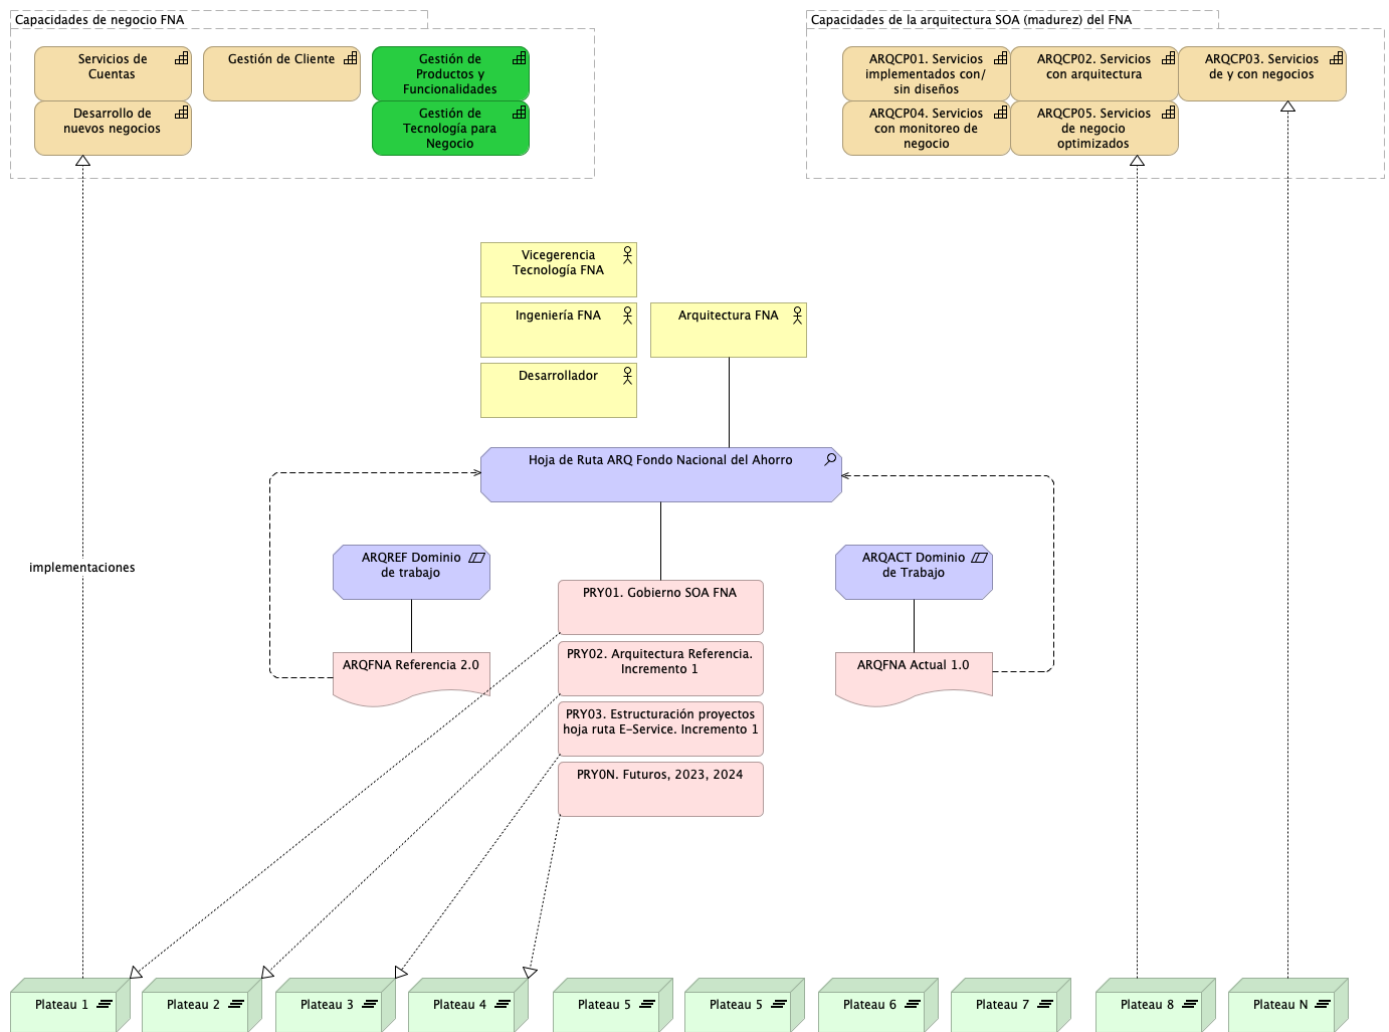 Capacidades de negocio FNA
Servicios de
Cuentas
Gestión de Cliente
Gestión de
Productos y
Funcionalidades
Desarrollo de
nuevos negocios
Gestión de
Tecnología para
Negocio
Capacidades de la arquitectura SOA (madurez) del FNA
ARQCP01. Servicios
implementados con/
sin diseños
ARQCP02. Servicios
con arquitectura
ARQCP03. Servicios
de y con negocios
ARQCP04. Servicios
con monitoreo de
negocio
ARQCP05. Servicios
de negocio
optimizados
Vicegerencia
Tecnología FNA
Ingeniería FNA
Arquitectura FNA
Desarrollador
Hoja de Ruta ARQ Fondo Nacional del Ahorro
implementaciones
ARQREF Dominio
de trabajo
ARQACT Dominio
de Trabajo
PRY01. Gobierno SOA FNA
ARQFNA Referencia 2.0
PRY02. Arquitectura Referencia.
Incremento 1
ARQFNA Actual 1.0
PRY03. Estructuración proyectos
hoja ruta E-Service. Incremento 1
PRY0N. Futuros, 2023, 2024
Plateau 1
Plateau 2
Plateau 3
Plateau 4
Plateau 5
Plateau 5
Plateau 6
Plateau 7
Plateau 8
Plateau N